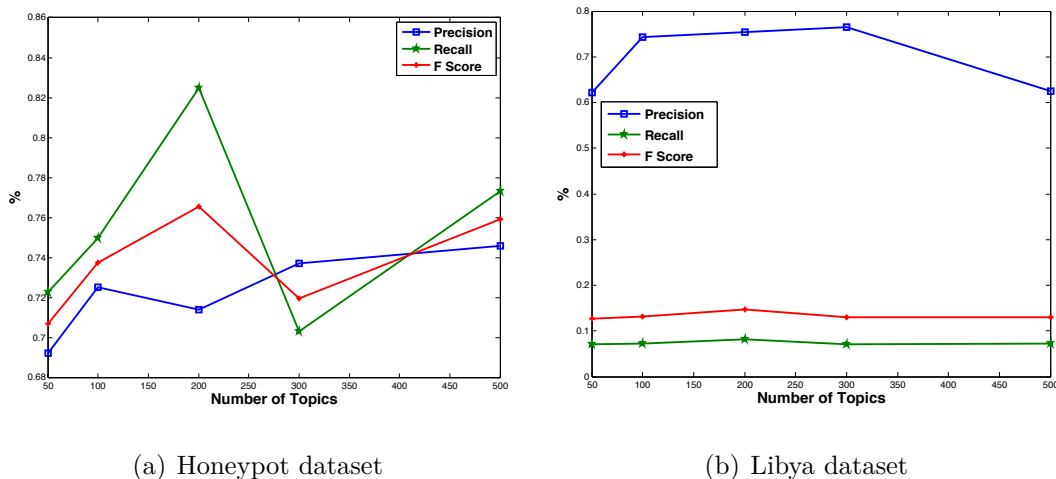 0.86
0.84
0.82
0.8
0.78
0.76
0.74
0.72
0.7
0.68
%
Precision
Recall
F Score
50 100 150 200 250 300 350 400 450 500
Number of Topics
(a) Honeypot dataset
0.8
0.7
0.6
0.5
0.4
0.3
0.2
0.1
0
%
Precision
Recall
F Score
50 100 150 200 250 300 350 400 450 500
Number of Topics
(b) Libya dataset